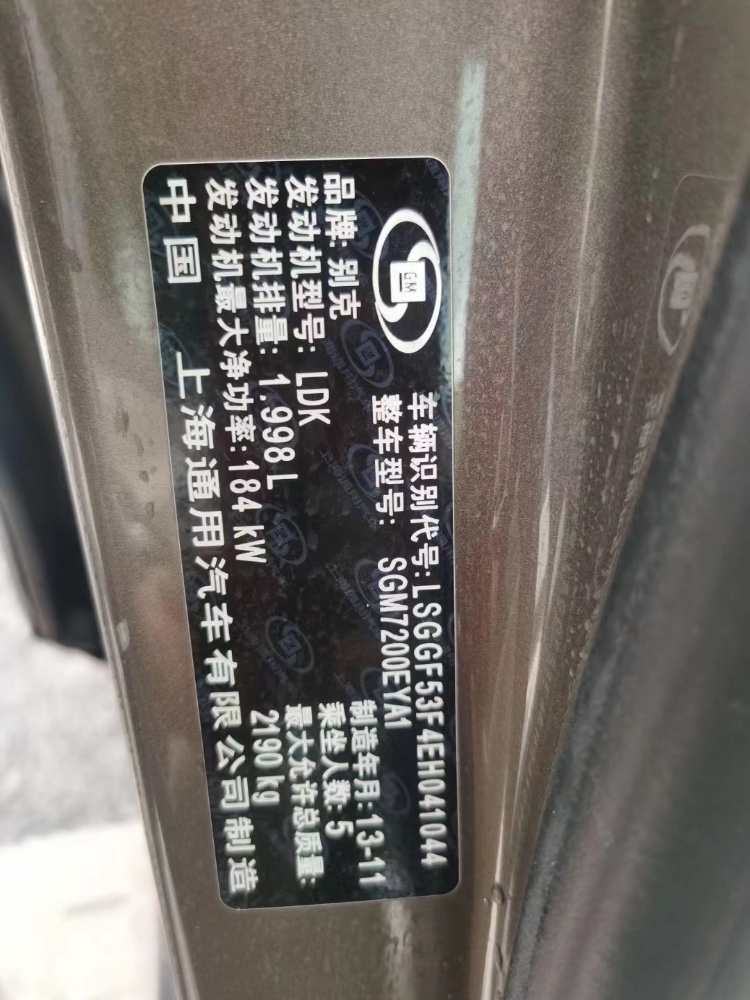 GM
车辆识别代号:LSGGF53F4EH041044
整车型号: SGM7200EYA1
品牌: 别克
制造年月: 13-11
发动机型号: LDK
乘坐人数: 5
发动机排量: 1.998L
最大允许总质量:
2190 kg
发动机最大净功率: 184 kW
中国 上海通用汽车有限公司制造